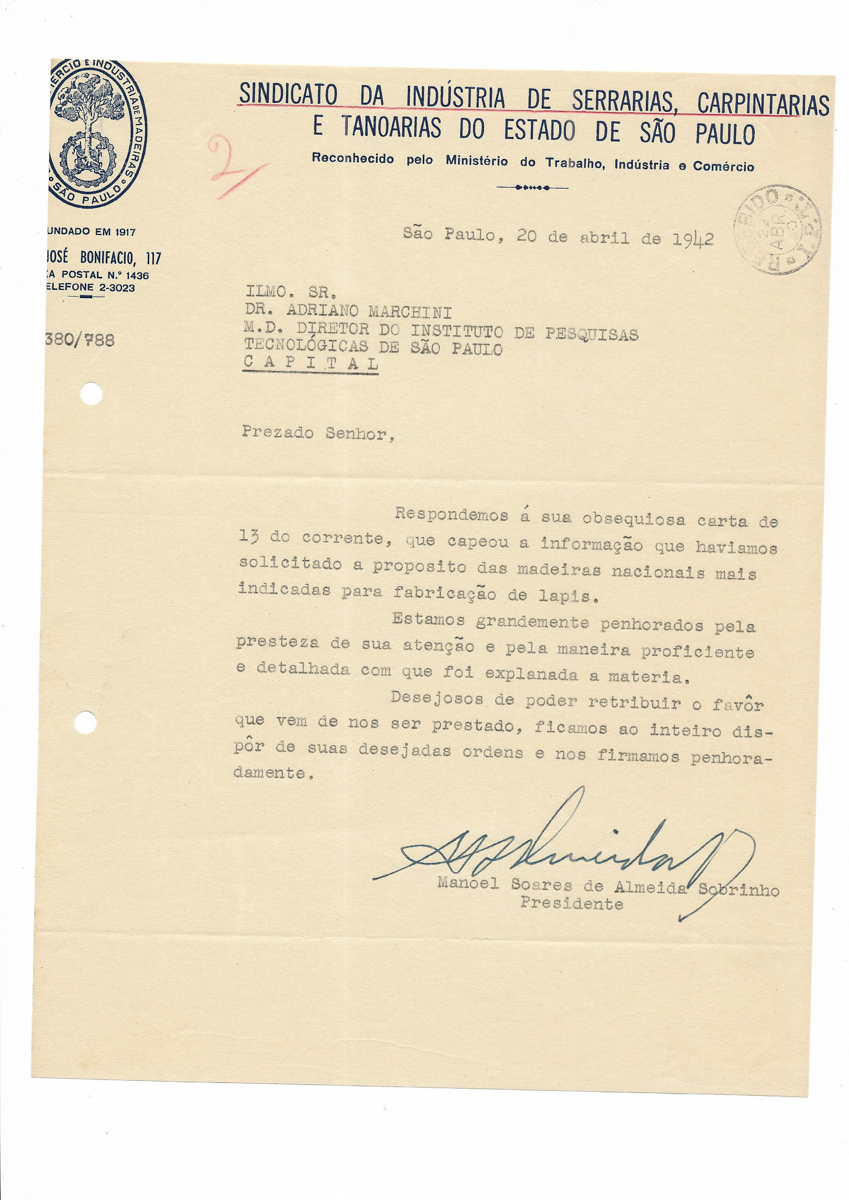 MERCIO E INDUSTRIA DE MADEIRAS
SÃO PAULO
SINDICATO DA INDÚSTRIA DE SERRARIAS, CARPINTARIAS
E TANOARIAS DO ESTADO DE SÃO PAULO
Reconhecido pelo Ministério do Trabalho, Indústria e Comércio
2
UNDADO EM 1917
JOSÉ BONIFACIO, 117
A POSTAL N.º 1436
ELEFONE 2-3023
380/788
RECEBIDO
ABR
I.P.T.
São Paulo, 20 de abril de 1942
ILMO. SR.
DR. ADRIANO MARCHINI
M.D. DIRETOR DO INSTITUTO DE PESQUISAS
TECNOLÓGICAS DE SÃO PAULO
C A P I T A L
Prezado Senhor,
Respondemos á sua obsequiosa carta de
13 do corrente, que capeou a informação que haviamos
solicitado a proposito das madeiras nacionais mais
indicadas para fabricação de lapis.
Estamos grandemente penhorados pela
presteza de sua atenção e pela maneira proficiente
e detalhada com que foi explanada a materia.
Desejosos de poder retribuir o favôr
que vem de nos ser prestado, ficamos ao inteiro dis-
pôr de suas desejadas ordens e nos firmamos penhora-
damente.
Manoel Soares de Almeida Sobrinho
Presidente